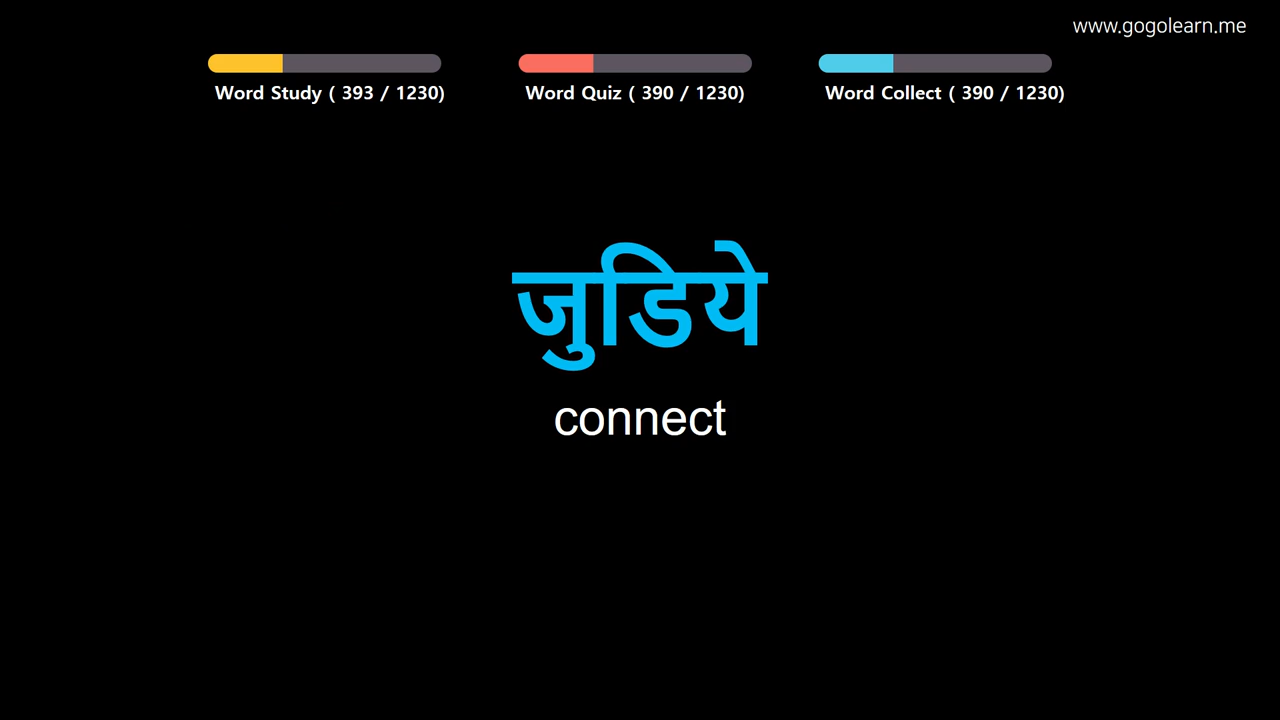 www.gogolearn.me
Word Study ( 393 / 1230)
Word Quiz ( 390 / 1230)
Word Collect ( 390 / 1230)
जुडिये
connect